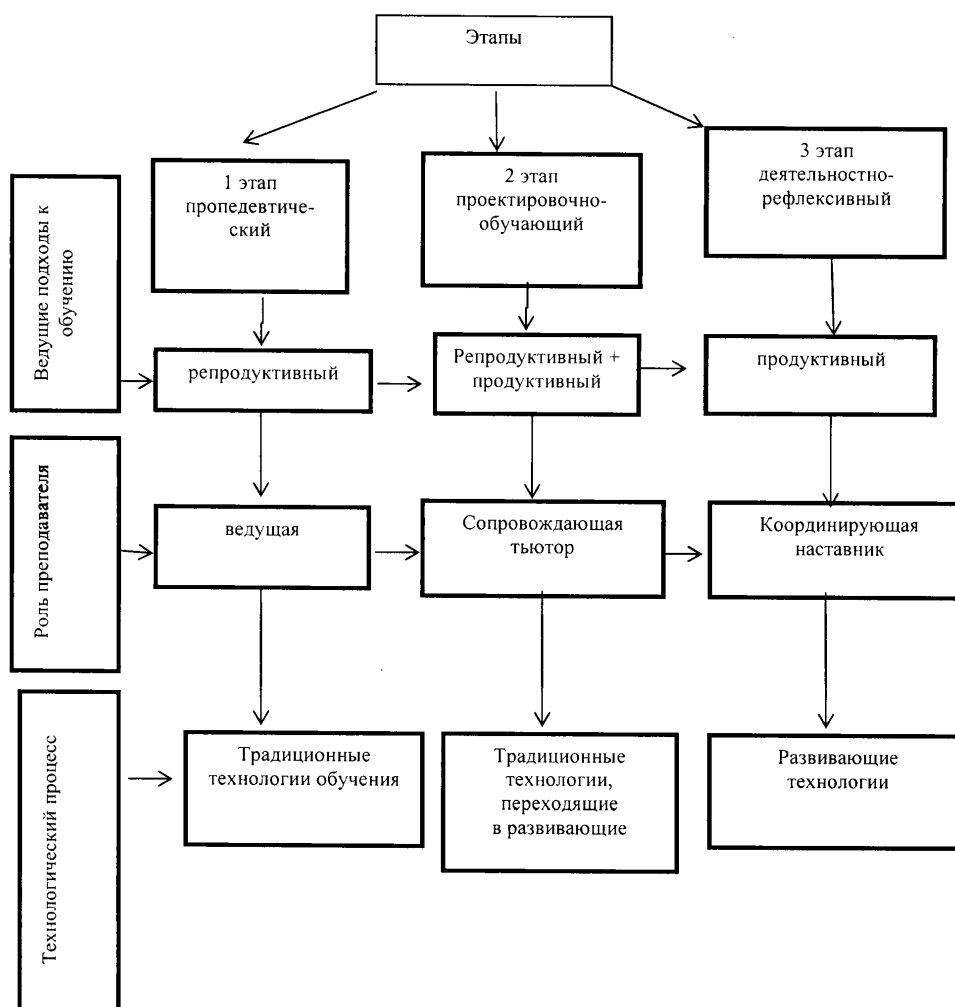 Этапы
1 этап
пропедевтиче-
ский
2 этап
проектировочно-
обучающий
3 этап
деятельностно-
рефлексивный
Ведущие подходы к
обучению
репродуктивный
Репродуктивный +
продуктивный
продуктивный
Роль преподавателя
ведущая
Сопровождающая
тьютор
Координирующая
наставник
Технологический процесс
Традиционные
технологии обучения
Традиционные
технологии,
переходящие
в развивающие
Развивающие
технологии